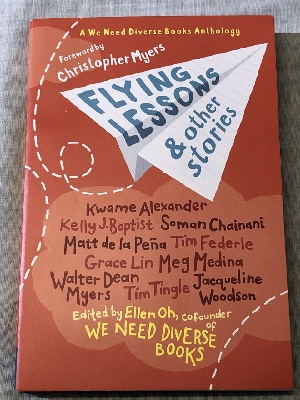 A We Need Diverse Books Anthology
Foreword by
Christopher Myers
FLYING
LESSONS
& other
stories
Kwame Alexander
Kelly J. Baptist Soman Chainani
Matt de la Peña Tim Federle
Grace Lin Meg Medina
Walter Dean Myers Tim Tingle Jacqueline Woodson
Edited by Ellen Oh, cofounder of
WE NEED DIVERSE
BOOKS